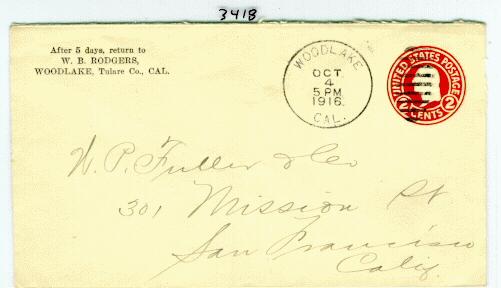 3418
After 5 days, return to
W. B. RODGERS,
WOODLAKE, Tulare Co., CAL.
WOODLAKE
OCT.
4
5 PM
1916.
CAL.
UNITED STATES POSTAGE
2 CENTS 2
W. P. Fuller & Co
301 Mission St
San Francisco
Calif.